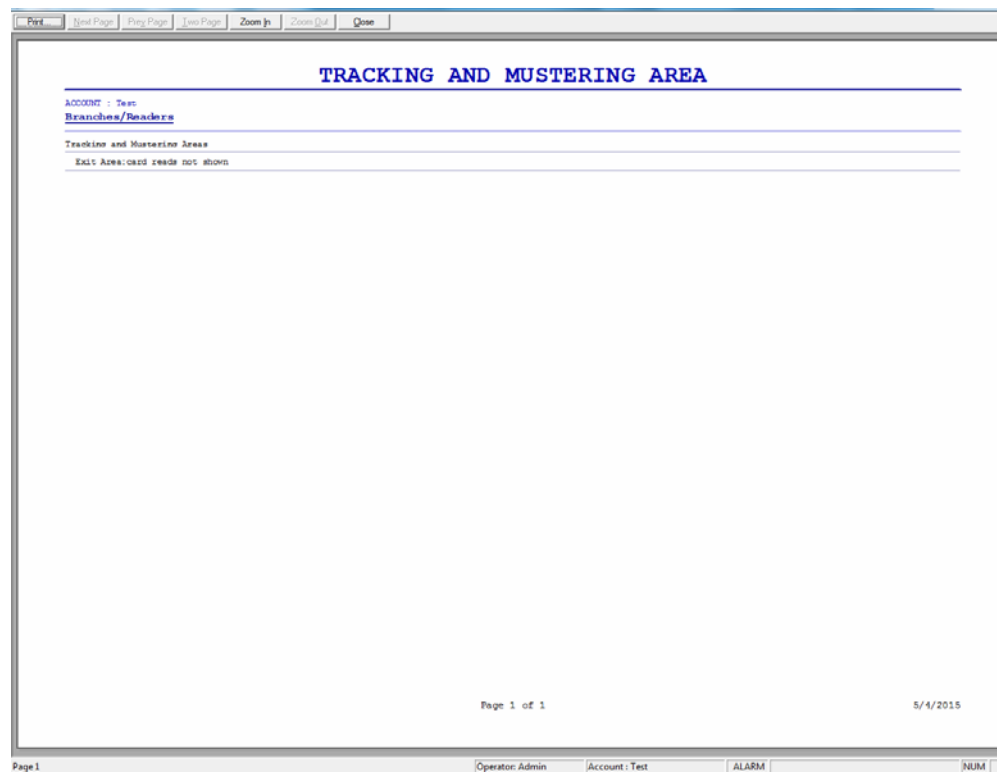 Print... Next Page Prev Page Two Page Zoom In Zoom Out Close
TRACKING AND MUSTERING AREA
ACCOUNT : Test
Branches/Readers
Tracking and Mustering Areas
Exit Area:card reads not shown
Page 1 of 1 5/4/2015
Page 1 Operator: Admin Account : Test ALARM NUM